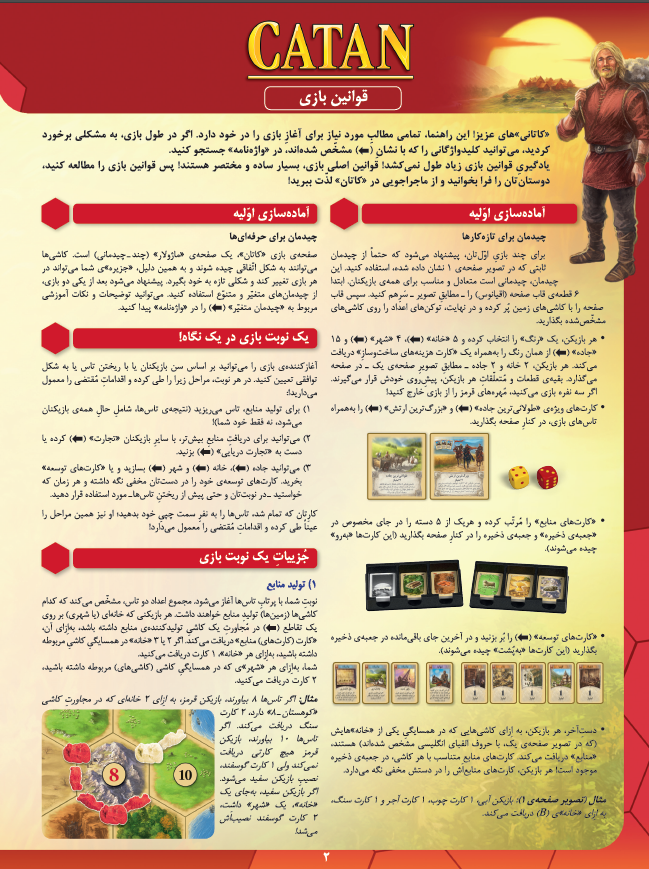 CATAN
قوانین بازی
«کاتانی»‌های عزیز! این راهنما، تمامی مطالب مورد نیاز برای آغازِ بازی را در خود دارد. اگر در طول بازی، به مشکلی برخورد
کردید، می‌توانید کلیدواژگانی را که با نشان (⬅) مشخّص شده‌اند، در «واژه‌نامه» جستجو کنید.
یادگیریِ قوانین بازی زیاد طول نمی‌کشد! قوانین اصلی بازی، بسیار ساده و مختصر هستند! پس قوانین بازی را مطالعه کنید،
دوستان‌تان را فرا بخوانید و از ماجراجویی در «کاتان» لذّت ببرید!
آماده‌سازی اوّلیه
چیدمان برای تازه‌کارها
برای چند بازیِ اوّل‌تان، پیشنهاد می‌شود که حتماً از چیدمان
ثابتی که در تصویر صفحه‌ی ۱ نشان داده شده، استفاده کنید. این
چیدمان، چیدمانی است متعادل و مناسب برای همه‌ی بازیکنان. ابتدا
۶ قطعه‌ی قاب صفحه (اقیانوس) را ـ مطابقِ تصویر ـ سَرِهم کنید. سپس قاب
صفحه را با کاشی‌های زمین پُر کرده و در نهایت، توکن‌های اعداد را روی کاشی‌های
مشخّص‌شده بگذارید.
• هر بازیکن، یک «رنگ» را انتخاب کرده و ۵ «خانه» (⬅)، ۴ «شهر» (⬅) و ۱۵
«جاده» (⬅) از همان رنگ را به‌همراه یک «کارت هزینه‌های ساخت‌وساز» دریافت
می‌کند. هر بازیکن، ۲ خانه و ۲ جاده ـ مطابقِ تصویرِ صفحه‌ی یک ـ در صفحه
می‌گذارد. بقیه‌ی قطعات و مُتعلّقاتِ هر بازیکن، پیشِ‌روی خودش قرار می‌گیرند.
اگر سه نفره بازی می‌کنید، مُهره‌های قرمز را از بازی خارج کنید!
• کارت‌های ویژه‌ی «طولانی‌ترین جاده» (⬅) و «بزرگ‌ترین ارتش» (⬅) را به‌همراه
تاس‌های بازی، در کنارِ صفحه بگذارید.
• «کارت‌های منابع» را مُرتّب کرده و هریک از ۵ دسته را در جای مخصوص در
«جعبه‌ی ذخیره» و جعبه‌ی ذخیره را در کنارِ صفحه بگذارید (این کارت‌ها «به‌رو»
چیده می‌شوند).
• «کارت‌های توسعه» (⬅) را بُر بزنید و در آخرین جای باقی‌مانده در جعبه‌ی ذخیره
بگذارید (این کارت‌ها «به‌پُشت» چیده می‌شوند).
• دستِ‌آخر، هر بازیکن، به ازای کاشی‌هایی که در همسایگی یکی از «خانه»‌هایش
(که در تصویر صفحه‌ی یک، با حروف الفبای انگلیسی مشخص شده‌اند) هستند،
«منابع» دریافت می‌کند. کارت‌های منابعِ متناسب با هر کاشی، در جعبه‌ی ذخیره
موجود است! هر بازیکن، کارت‌های منابع‌اش را در دستش مخفی نگه می‌دارد.
مثال (تصویر صفحه‌ی ۱): بازیکن آبی، ۱ کارت چوب، ۱ کارت آجر و ۱ کارت سنگ،
به ازای «خانه»‌ی (B) دریافت می‌کند.
آماده‌سازی اوّلیه
چیدمان برای حرفه‌ای‌ها
صفحه‌ی بازی «کاتان»، یک صفحه‌ی «ماژولار» (چند ـ چیدمانی) است. کاشی‌ها
می‌توانند به شکل اتّفاقی چیده شوند و به همین دلیل، «جزیره»‌ی شما می‌تواند در
هر بازی تغییر کند و شکلی تازه به خود بگیرد. پیشنهاد می‌شود بعد از یکی دو بازی،
از چیدمان‌های متغیّر و متنوّع استفاده کنید. می‌توانید توضیحات و نکات آموزشی
مربوط به «چیدمان متغیّر» (⬅) را در «واژه‌نامه» پیدا کنید.
یک نوبت بازی در یک نگاه!
آغازکننده‌ی بازی را می‌توانید بر اساس سن بازیکنان یا با ریختن تاس یا به شکل
توافقی تعیین کنید. در هر نوبت، مراحل زیرا را طی کرده و اقداماتِ مُقتضی را معمول
می‌دارید:
۱) برای تولید منابع، تاس می‌ریزید (نتیجه‌ی تاس‌ها، شاملِ حالِ همه‌ی بازیکنان
می‌شود، نه فقط خود شما)!
۲) می‌توانید برای دریافتِ منابعِ بیش‌تر، با سایرِ بازیکنان «تجارت» (⬅) کرده یا
دست به «تجارت دریایی» (⬅) بزنید.
۳) می‌توانید جاده (⬅)، خانه (⬅) و شهر (⬅) بسازید و یا «کارت‌های توسعه»
بخرید. کارت‌های توسعه‌ی خود را در دست‌تان مخفی نگه داشته و هر زمان که
خواستید ـ در نوبت‌تان و حتی پیش از ریختنِ تاس‌ها ـ مورد استفاده قرار دهید.
کارتان که تمام شد، تاس‌ها را به نفرِ سمت چپی خود بدهید؛ او نیز همین مراحل را
عیناً طی کرده و اقداماتِ مُقتضی را معمول می‌دارد!
جُزییاتِ یک نوبت بازی
۱) تولید منابع
نوبت شما، با پرتابِ تاس‌ها آغاز می‌شود. مجموع اعداد دو تاس، مشخّص می‌کند که کدام
کاشی‌ها (زمین‌ها) تولیدِ منابع خواهند داشت. هر بازیکنی که خانه‌ای (یا شهری) بر روی
یک تقاطع (⬅) در مُجاورتِ یک کاشی تولیدکننده‌ی منابع داشته باشد، به‌ازای آن،
«کارت (کارت‌های) منابع» دریافت می‌کند. اگر ۲ یا ۳ «خانه» در همسایگیِ کاشیِ مربوطه
داشته باشید، به‌ازای هر «خانه»، ۱ کارت دریافت می‌کنید.
شما، به‌ازای هر «شهر»ی که در همسایگیِ کاشی (کاشی‌های) مربوطه داشته باشید،
۲ کارت دریافت می‌کنید.
مثال: اگر تاس‌ها ۸ بیاورند، بازیکن قرمز، به ازای ۲ خانه‌ای که در مجاورتِ کاشی
«کوهستان ـ ۸» دارد، ۲ کارت
سنگ دریافت می‌کند. اگر
تاس‌ها ۱۰ بیاورند، بازیکن
قرمز هیچ کارتی دریافت
نمی‌کند ولی ۱ کارت گوسفند،
نصیبِ بازیکن سفید می‌شود.
اگر بازیکن سفید، به‌جای یک
«خانه»، یک «شهر» داشت،
۲ کارت گوسفند نصیب‌اش
می‌شد!
8
10
۲